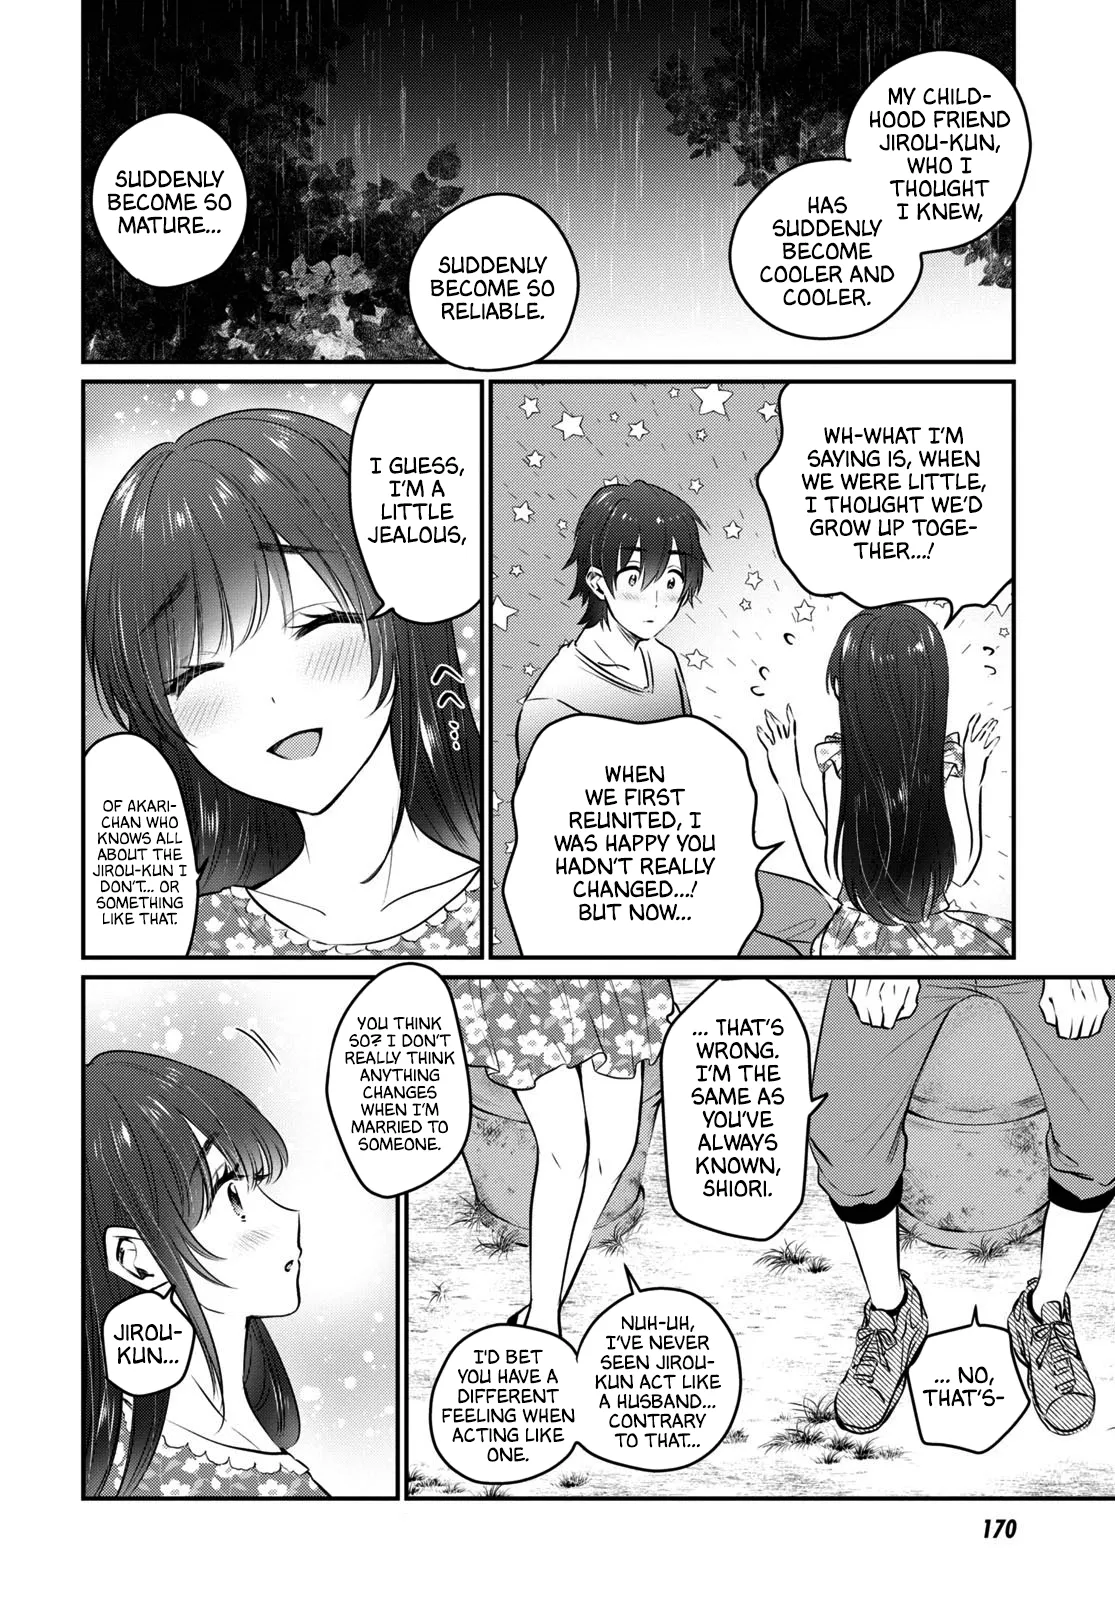 MY CHILD-
HOOD FRIEND
JIROU-KUN,
WHO I
THOUGHT
I KNEW,
HAS
SUDDENLY
BECOME
COOLER AND
COOLER.
SUDDENLY
BECOME SO
RELIABLE.
SUDDENLY
BECOME SO
MATURE...
WH-WHAT I'M
SAYING IS, WHEN
WE WERE LITTLE,
I THOUGHT WE'D
GROW UP TOGE-
THER...!
WHEN
WE FIRST
REUNITED, I
WAS HAPPY YOU
HADN'T REALLY
CHANGED...!
BUT NOW...
I GUESS,
I'M A
LITTLE
JEALOUS,
へへ…
OF AKARI-
CHAN WHO
KNOWS ALL
ABOUT THE
JIROU-KUN I
DON'T... OR
SOMETHING
LIKE THAT.
... THAT'S
WRONG.
I'M THE
SAME AS
YOU'VE
ALWAYS
KNOWN,
SHIORI.
... NO,
THAT'S-
NUH-UH,
I'VE NEVER
SEEN JIROU-
KUN ACT LIKE
A HUSBAND...
CONTRARY
TO THAT...
I'D BET
YOU HAVE A
DIFFERENT
FEELING WHEN
ACTING LIKE
ONE.
YOU THINK
SO? I DON'T
REALLY THINK
ANYTHING
CHANGES
WHEN I'M
MARRIED TO
SOMEONE.
JIROU-
KUN...
170